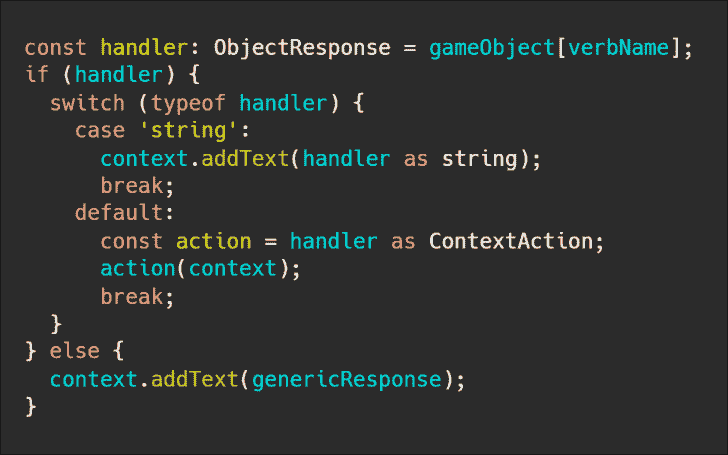 const handler: ObjectResponse = gameObject[verbName];
if (handler) {
  switch (typeof handler) {
    case 'string':
      context.addText(handler as string);
      break;
    default:
      const action = handler as ContextAction;
      action(context);
      break;
  }
} else {
  context.addText(genericResponse);
}